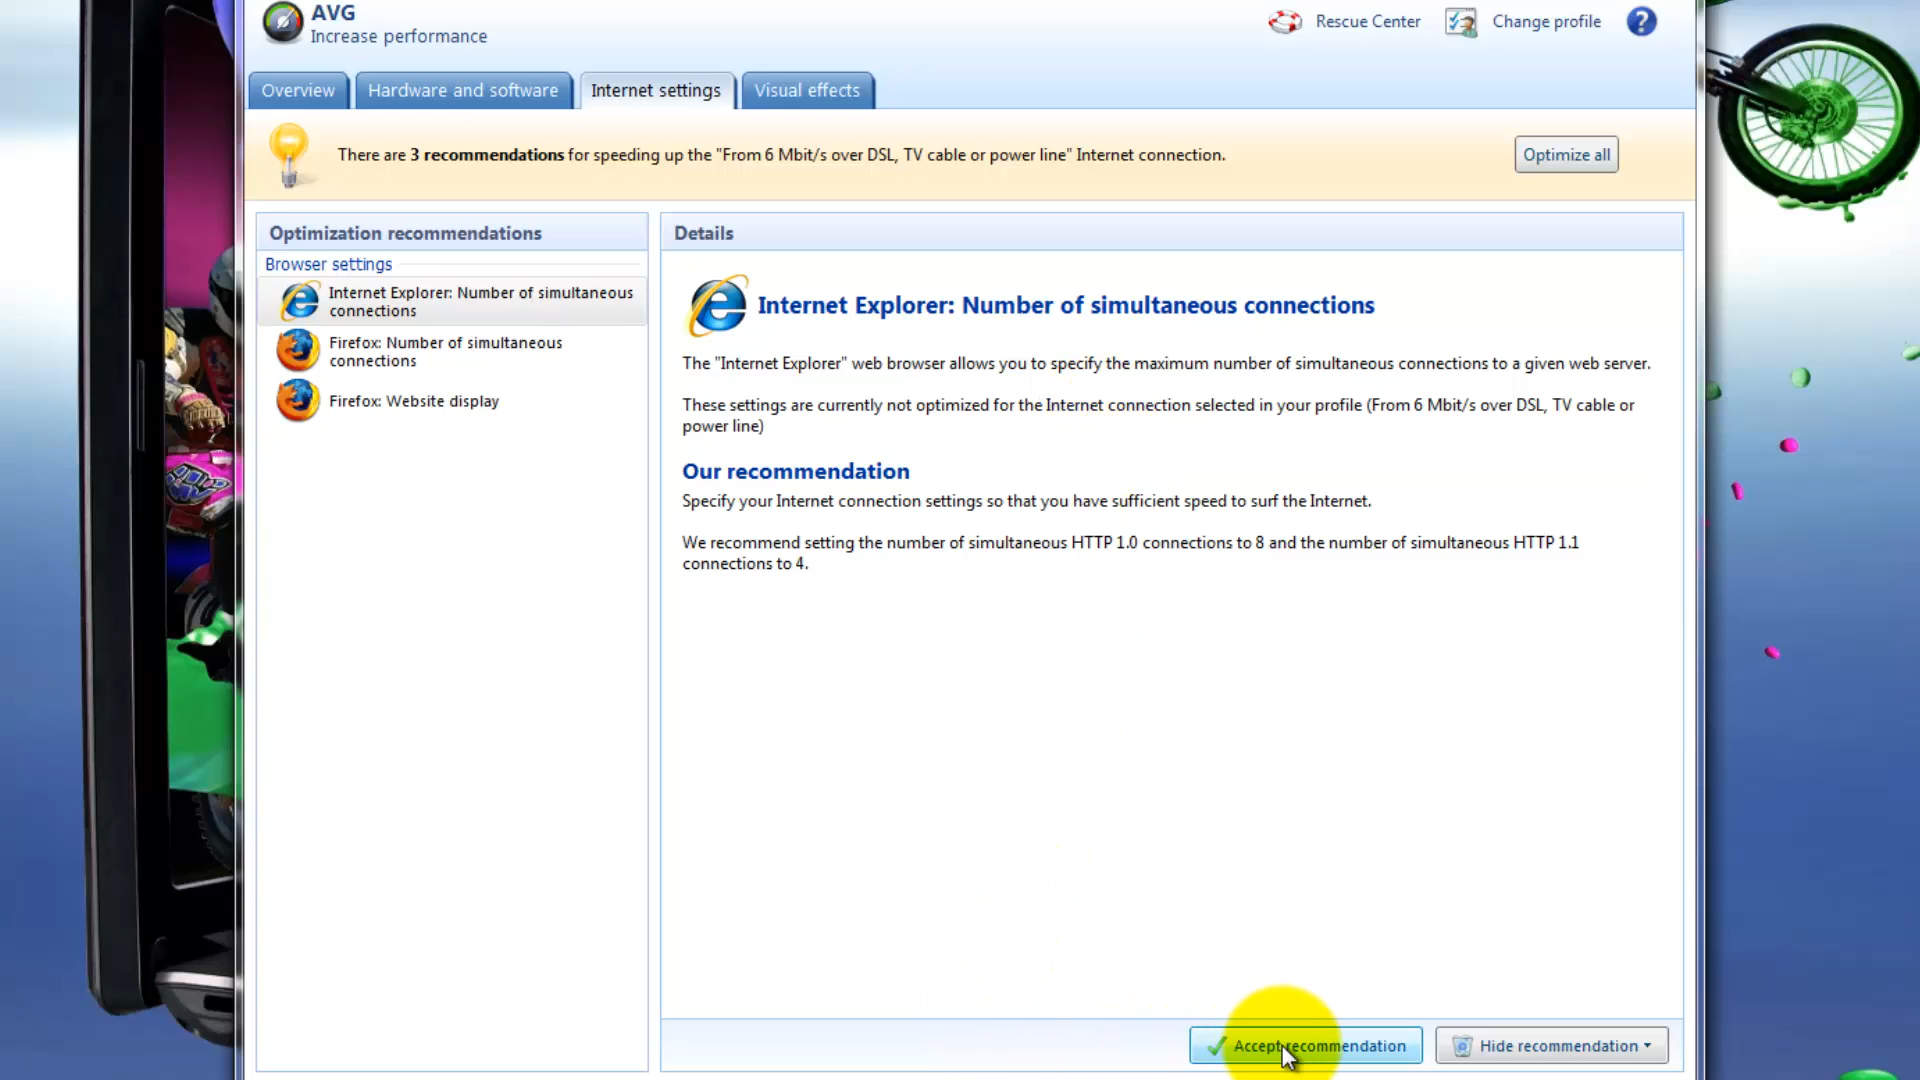 AVG
Increase performance
Rescue Center
Change profile
?
Overview
Hardware and software
Internet settings
Visual effects
There are 3 recommendations for speeding up the "From 6 Mbit/s over DSL, TV cable or power line" Internet connection.
Optimize all
Optimization recommendations
Browser settings
Internet Explorer: Number of simultaneous
connections
Firefox: Number of simultaneous
connections
Firefox: Website display
Details
Internet Explorer: Number of simultaneous connections
The "Internet Explorer" web browser allows you to specify the maximum number of simultaneous connections to a given web server.
These settings are currently not optimized for the Internet connection selected in your profile (From 6 Mbit/s over DSL, TV cable or
power line)
Our recommendation
Specify your Internet connection settings so that you have sufficient speed to surf the Internet.
We recommend setting the number of simultaneous HTTP 1.0 connections to 8 and the number of simultaneous HTTP 1.1
connections to 4.
Accept recommendation
Hide recommendation